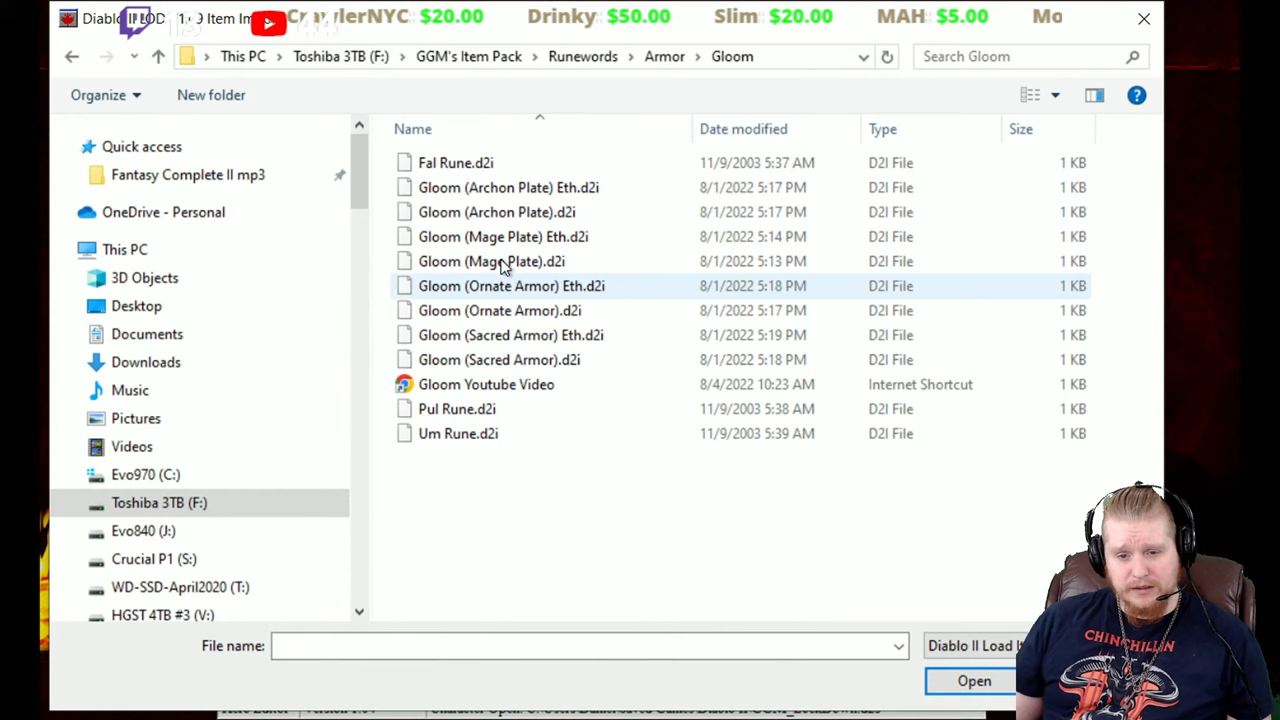 CrawlerNYC: $20.00 Drinky: $50.00 Slim: $20.00 MAH: $5.00 Mo
This PC > Toshiba 3TB (F:) > GGM's Item Pack > Runewords > Armor > Gloom
Search Gloom
Organize
New folder
Quick access
Fantasy Complete II mp3
OneDrive - Personal
This PC
3D Objects
Desktop
Documents
Downloads
Music
Pictures
Videos
Evo970 (C:)
Toshiba 3TB (F:)
Evo840 (J:)
Crucial P1 (S:)
WD-SSD-April2020 (T:)
HGST 4TB #3 (V:)
Name Date modified Type Size
Fal Rune.d2i 11/9/2003 5:37 AM D2I File 1 KB
Gloom (Archon Plate) Eth.d2i 8/1/2022 5:17 PM D2I File 1 KB
Gloom (Archon Plate).d2i 8/1/2022 5:17 PM D2I File 1 KB
Gloom (Mage Plate) Eth.d2i 8/1/2022 5:14 PM D2I File 1 KB
Gloom (Mage Plate).d2i 8/1/2022 5:13 PM D2I File 1 KB
Gloom (Ornate Armor) Eth.d2i 8/1/2022 5:18 PM D2I File 1 KB
Gloom (Ornate Armor).d2i 8/1/2022 5:17 PM D2I File 1 KB
Gloom (Sacred Armor) Eth.d2i 8/1/2022 5:19 PM D2I File 1 KB
Gloom (Sacred Armor).d2i 8/1/2022 5:18 PM D2I File 1 KB
Gloom Youtube Video 8/4/2022 10:23 AM Internet Shortcut 1 KB
Pul Rune.d2i 11/9/2003 5:38 AM D2I File 1 KB
Um Rune.d2i 11/9/2003 5:39 AM D2I File 1 KB
File name:
Diablo II Load
Open
CHINCHILLIN